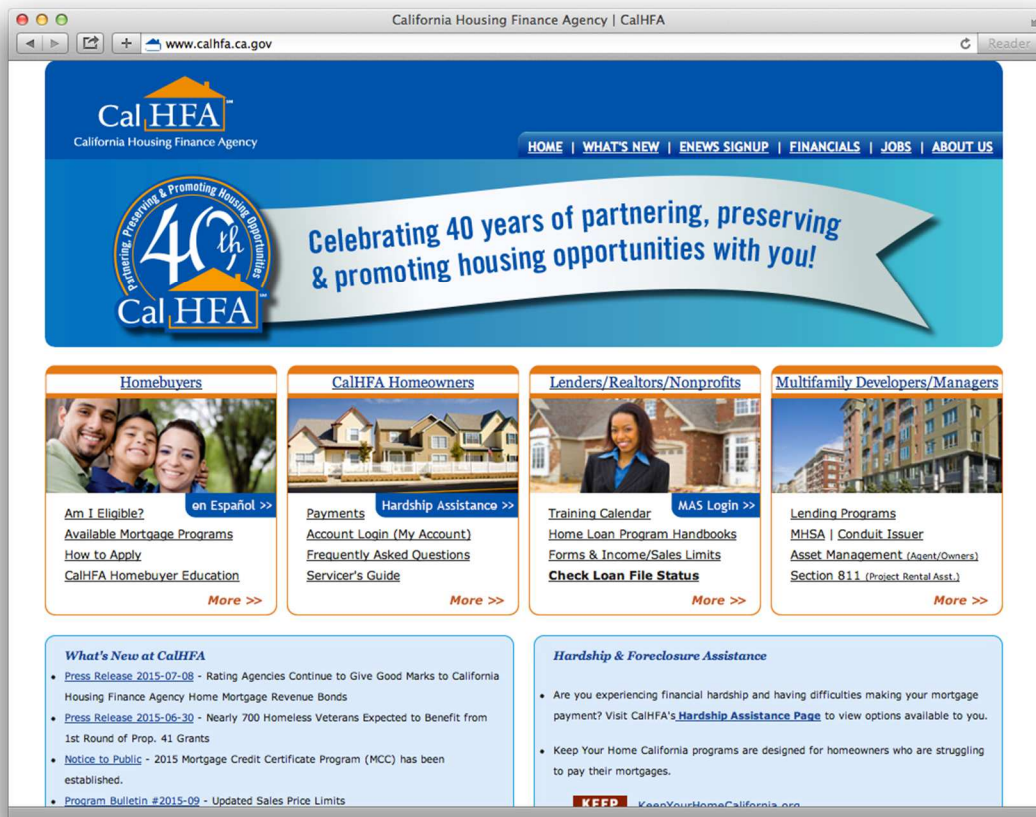 California Housing Finance Agency | CalHFA
www.calhfa.ca.gov
Reader
CalHFA SM
California Housing Finance Agency
HOME | WHAT'S NEW | ENEWS SIGNUP | FINANCIALS | JOBS | ABOUT US
Partnering, Preserving & Promoting Housing Opportunities
40th
CalHFA SM
Celebrating 40 years of partnering, preserving
& promoting housing opportunities with you!
Homebuyers
en Español >>
Am I Eligible?
Available Mortgage Programs
How to Apply
CalHFA Homebuyer Education
More >>
CalHFA Homeowners
Hardship Assistance >>
Payments
Account Login (My Account)
Frequently Asked Questions
Servicer's Guide
More >>
Lenders/Realtors/Nonprofits
MAS Login >>
Training Calendar
Home Loan Program Handbooks
Forms & Income/Sales Limits
Check Loan File Status
More >>
Multifamily Developers/Managers
Lending Programs
MHSA | Conduit Issuer
Asset Management (Agent/Owners)
Section 811 (Project Rental Asst.)
More >>
What's New at CalHFA
• Press Release 2015-07-08 - Rating Agencies Continue to Give Good Marks to California
Housing Finance Agency Home Mortgage Revenue Bonds
• Press Release 2015-06-30 - Nearly 700 Homeless Veterans Expected to Benefit from
1st Round of Prop. 41 Grants
• Notice to Public - 2015 Mortgage Credit Certificate Program (MCC) has been
established.
• Program Bulletin #2015-09 - Updated Sales Price Limits
Hardship & Foreclosure Assistance
• Are you experiencing financial hardship and having difficulties making your mortgage
payment? Visit CalHFA's Hardship Assistance Page to view options available to you.
• Keep Your Home California programs are designed for homeowners who are struggling
to pay their mortgages.
KEEP KeepYourHomeCalifornia.org